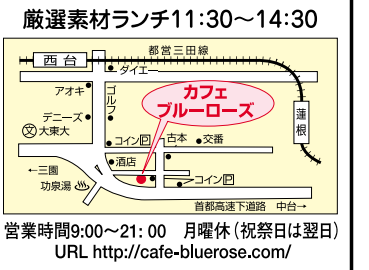 厳選素材ランチ11:30〜14:30
都営三田線
西台
ダイエー
アオキ
ゴルフ
カフェ
ブルーローズ
蓮根
デニーズ
文 大東大
コインP
古本
交番
酒店
←三園
功泉湯
コインP
首都高速下道路 中台→
営業時間9:00〜21:00 月曜休(祝祭日は翌日)
URL http://cafe-bluerose.com/